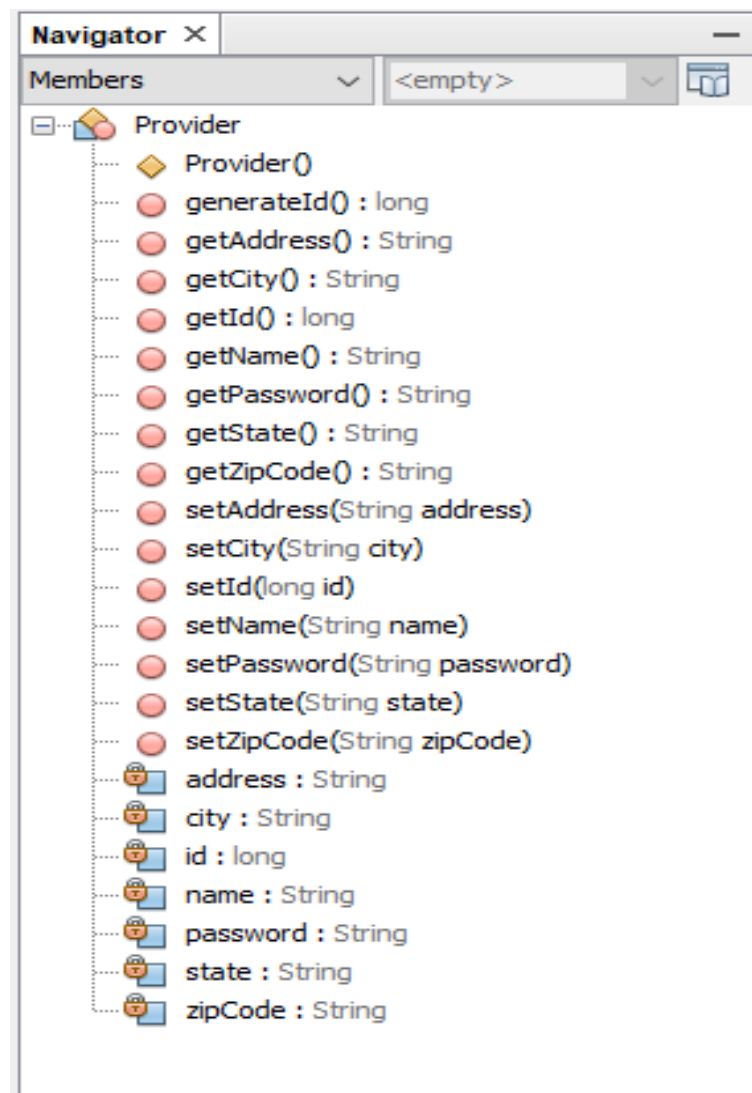 Navigator
Members <empty>
Provider
Provider()
generateId() : long
getAddress() : String
getCity() : String
getId() : long
getName() : String
getPassword() : String
getState() : String
getZipCode() : String
setAddress(String address)
setCity(String city)
setId(long id)
setName(String name)
setPassword(String password)
setState(String state)
setZipCode(String zipCode)
address : String
city : String
id : long
name : String
password : String
state : String
zipCode : String